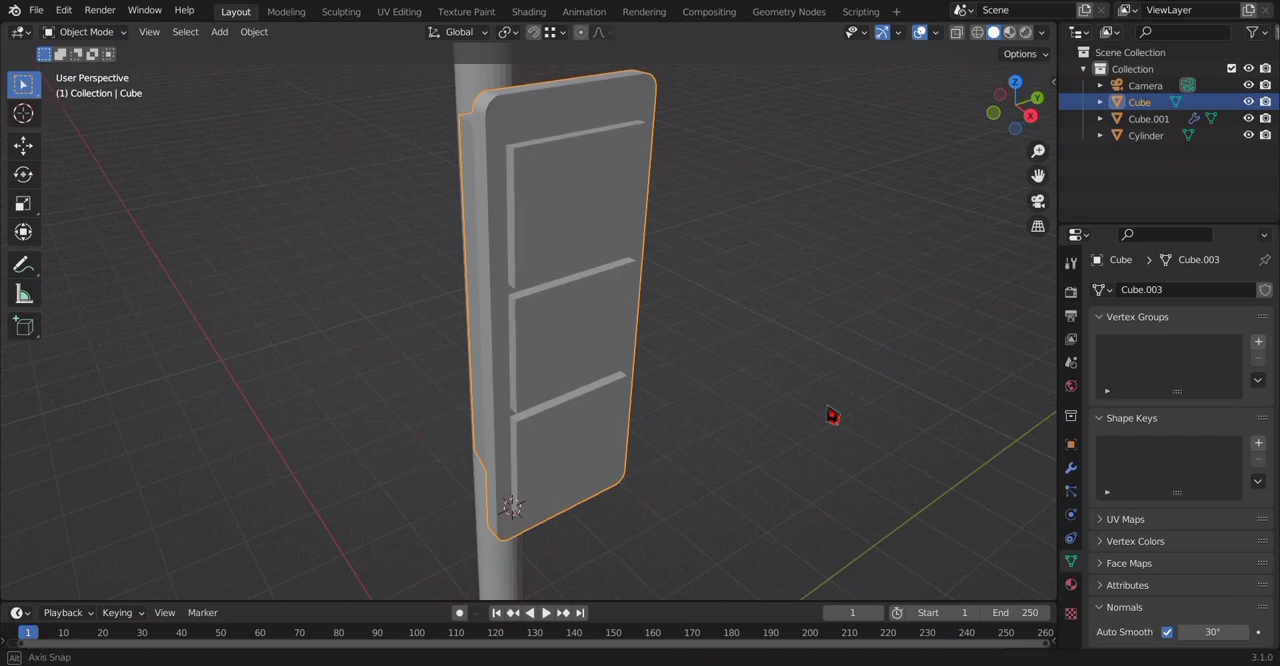 File Edit Render Window Help Layout Modeling Sculpting UV Editing Texture Paint Shading Animation Rendering Compositing Geometry Nodes Scripting + Scene ViewLayer
Object Mode View Select Add Object Global
Options
User Perspective
(1) Collection | Cube
Z
Y
X
Scene Collection
Collection
Camera
Cube
Cube.001
Cylinder
Cube > Cube.003
Cube.003
Vertex Groups
Shape Keys
UV Maps
Vertex Colors
Face Maps
Attributes
Normals
Auto Smooth 30°
Playback Keying View Marker 1 Start 1 End 250
1 10 20 30 40 50 60 70 80 90 100 110 120 130 140 150 160 170 180 190 200 210 220 230 240 250 260
Alt Axis Snap 3.1.0